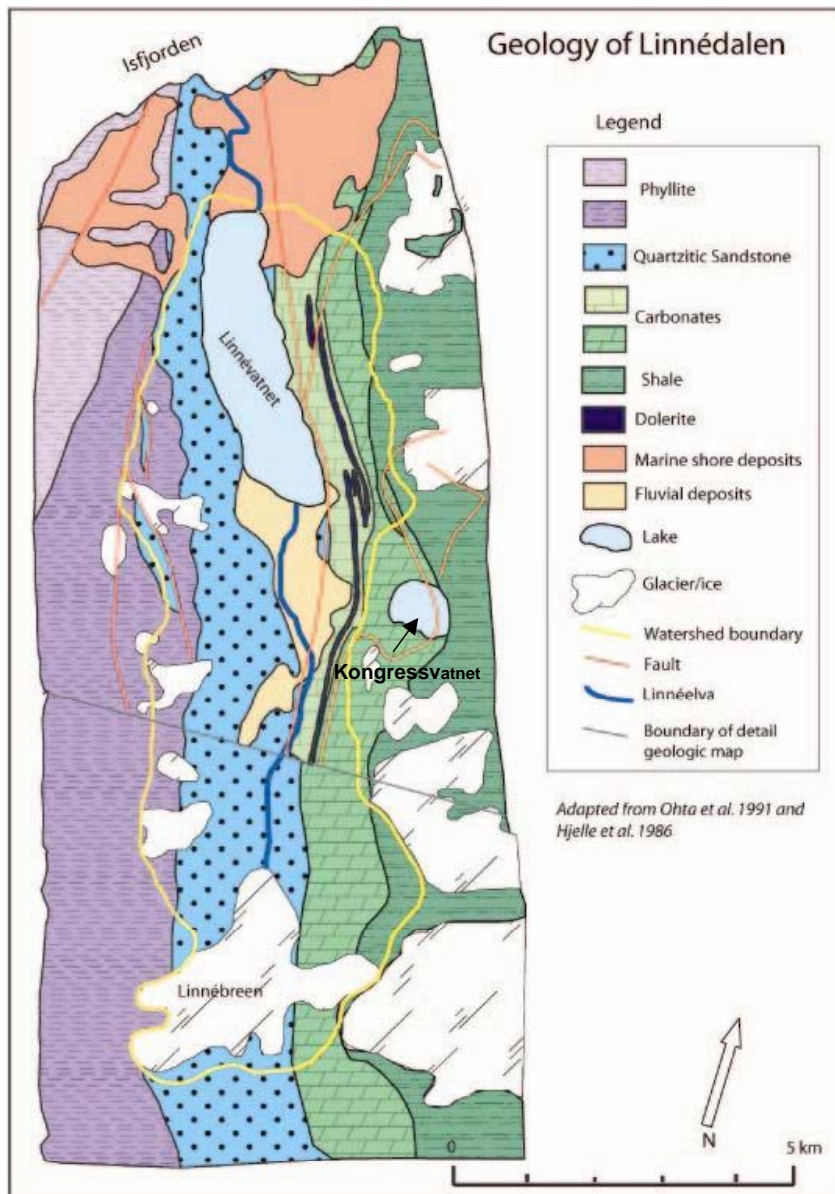 Geology of Linnédalen
Isfjorden
Legend
Phyllite
Quartzitic Sandstone
Carbonates
Shale
Dolerite
Marine shore deposits
Fluvial deposits
Lake
Glacier/ice
Watershed boundary
Fault
Linnéelva
Boundary of detail
geologic map
Linnévatnet
Kongressvatnet
Adapted from Ohta et al. 1991 and
Hjelle et al. 1986
Linnébreen
N
0
5 km